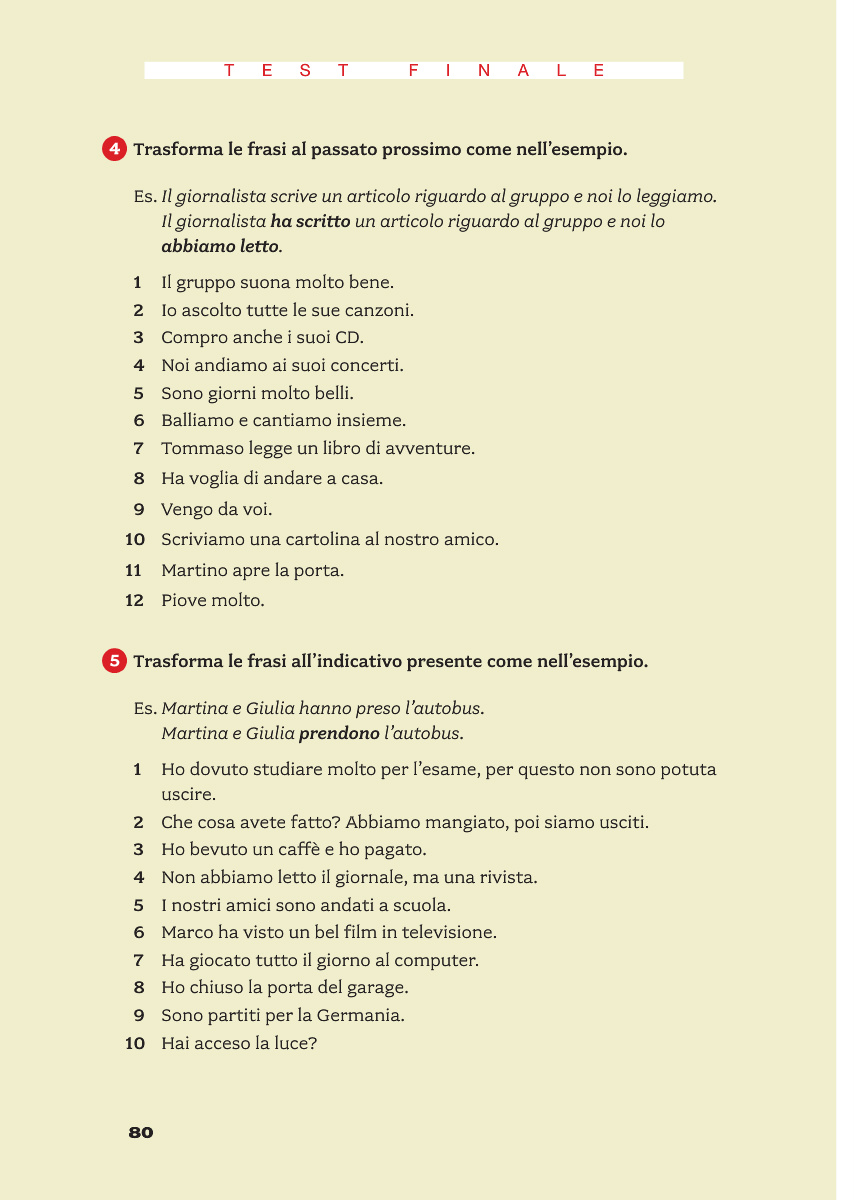 TEST FINALE
4 Trasforma le frasi al passato prossimo come nell'esempio.
Es. Il giornalista scrive un articolo riguardo al gruppo e noi lo leggiamo.
Il giornalista ha scritto un articolo riguardo al gruppo e noi lo
abbiamo letto.
1 Il gruppo suona molto bene.
2 Io ascolto tutte le sue canzoni.
3 Compro anche i suoi CD.
4 Noi andiamo ai suoi concerti.
5 Sono giorni molto belli.
6 Balliamo e cantiamo insieme.
7 Tommaso legge un libro di avventure.
8 Ha voglia di andare a casa.
9 Vengo da voi.
10 Scriviamo una cartolina al nostro amico.
11 Martino apre la porta.
12 Piove molto.
5 Trasforma le frasi all'indicativo presente come nell'esempio.
Es. Martina e Giulia hanno preso l'autobus.
Martina e Giulia prendono l'autobus.
1 Ho dovuto studiare molto per l'esame, per questo non sono potuta
uscire.
2 Che cosa avete fatto? Abbiamo mangiato, poi siamo usciti.
3 Ho bevuto un caffè e ho pagato.
4 Non abbiamo letto il giornale, ma una rivista.
5 I nostri amici sono andati a scuola.
6 Marco ha visto un bel film in televisione.
7 Ha giocato tutto il giorno al computer.
8 Ho chiuso la porta del garage.
9 Sono partiti per la Germania.
10 Hai acceso la luce?
80